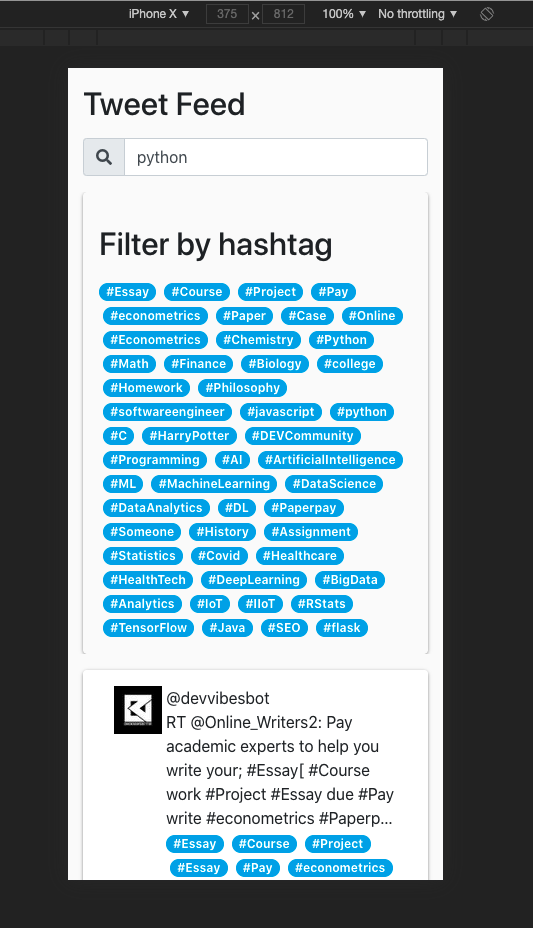 iPhone X ▼ 375 × 812 100% ▼ No throttling ▼
Tweet Feed
python
Filter by hashtag
#Essay #Course #Project #Pay
#econometrics #Paper #Case #Online
#Econometrics #Chemistry #Python
#Math #Finance #Biology #college
#Homework #Philosophy
#softwareengineer #javascript #python
#C #HarryPotter #DEVCommunity
#Programming #AI #ArtificialIntelligence
#ML #MachineLearning #DataScience
#DataAnalytics #DL #Paperpay
#Someone #History #Assignment
#Statistics #Covid #Healthcare
#HealthTech #DeepLearning #BigData
#Analytics #IoT #IIoT #RStats
#TensorFlow #Java #SEO #flask
@devvibesbot
RT @Online_Writers2: Pay
academic experts to help you
write your; #Essay[ #Course
work #Project #Essay due #Pay
write #econometrics #Paperp...
#Essay #Course #Project
#Essay #Pay #econometrics